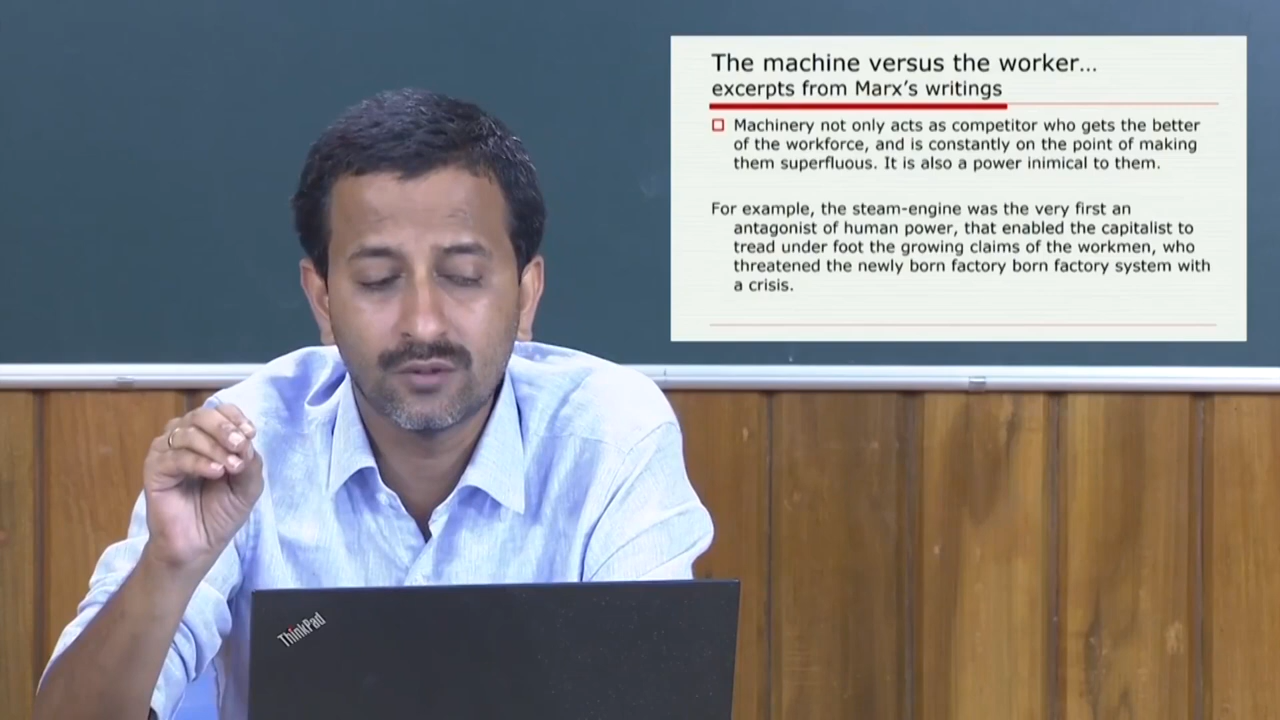 The machine versus the worker…
excerpts from Marx's writings
Machinery not only acts as competitor who gets the better
of the workforce, and is constantly on the point of making
them superfluous. It is also a power inimical to them.
For example, the steam-engine was the very first an
antagonist of human power, that enabled the capitalist to
tread under foot the growing claims of the workmen, who
threatened the newly born factory born factory system with
a crisis.
ThinkPad